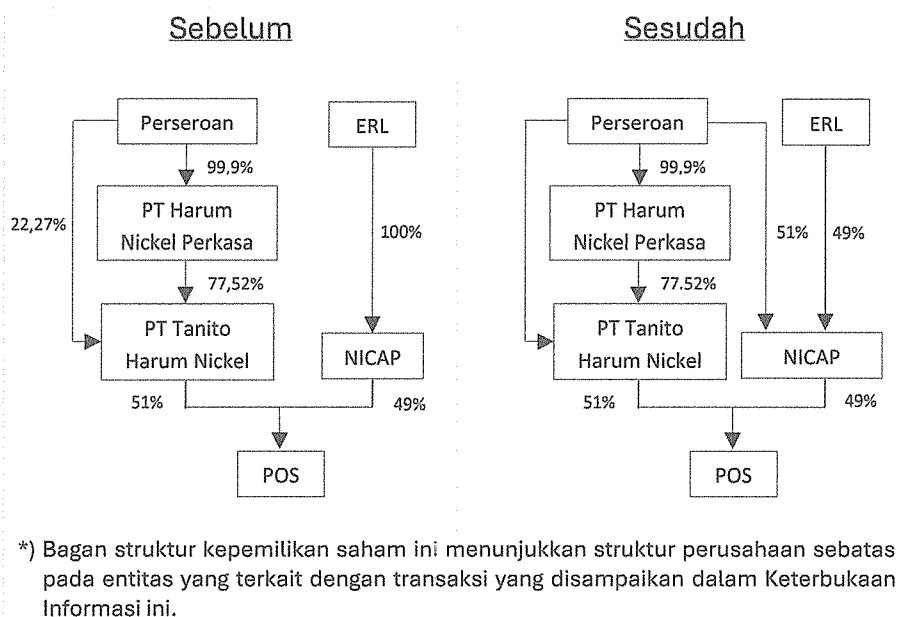 Sebelum
Perseroan
ERL
99,9%
PT Harum
Nickel Perkasa
22,27%
100%
77,52%
PT Tanito
Harum Nickel
NICAP
51%
49%
POS
Sesudah
Perseroan
ERL
99,9%
PT Harum
Nickel Perkasa
51%
49%
77.52%
PT Tanito
Harum Nickel
NICAP
51%
49%
POS
*) Bagan struktur kepemilikan saham ini menunjukkan struktur perusahaan sebatas
pada entitas yang terkait dengan transaksi yang disampaikan dalam Keterbukaan
Informasi ini.